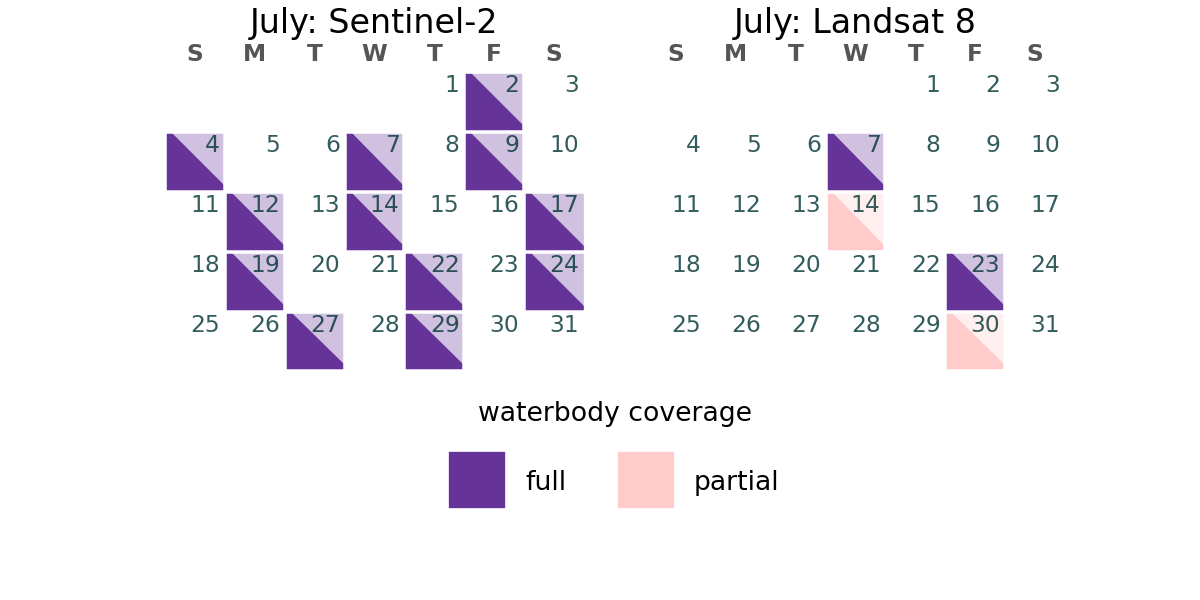 July: Sentinel-2
S M T W T F S
1 2 3
4 5 6 7 8 9 10
11 12 13 14 15 16 17
18 19 20 21 22 23 24
25 26 27 28 29 30 31
July: Landsat 8
S M T W T F S
1 2 3
4 5 6 7 8 9 10
11 12 13 14 15 16 17
18 19 20 21 22 23 24
25 26 27 28 29 30 31
waterbody coverage
full
partial